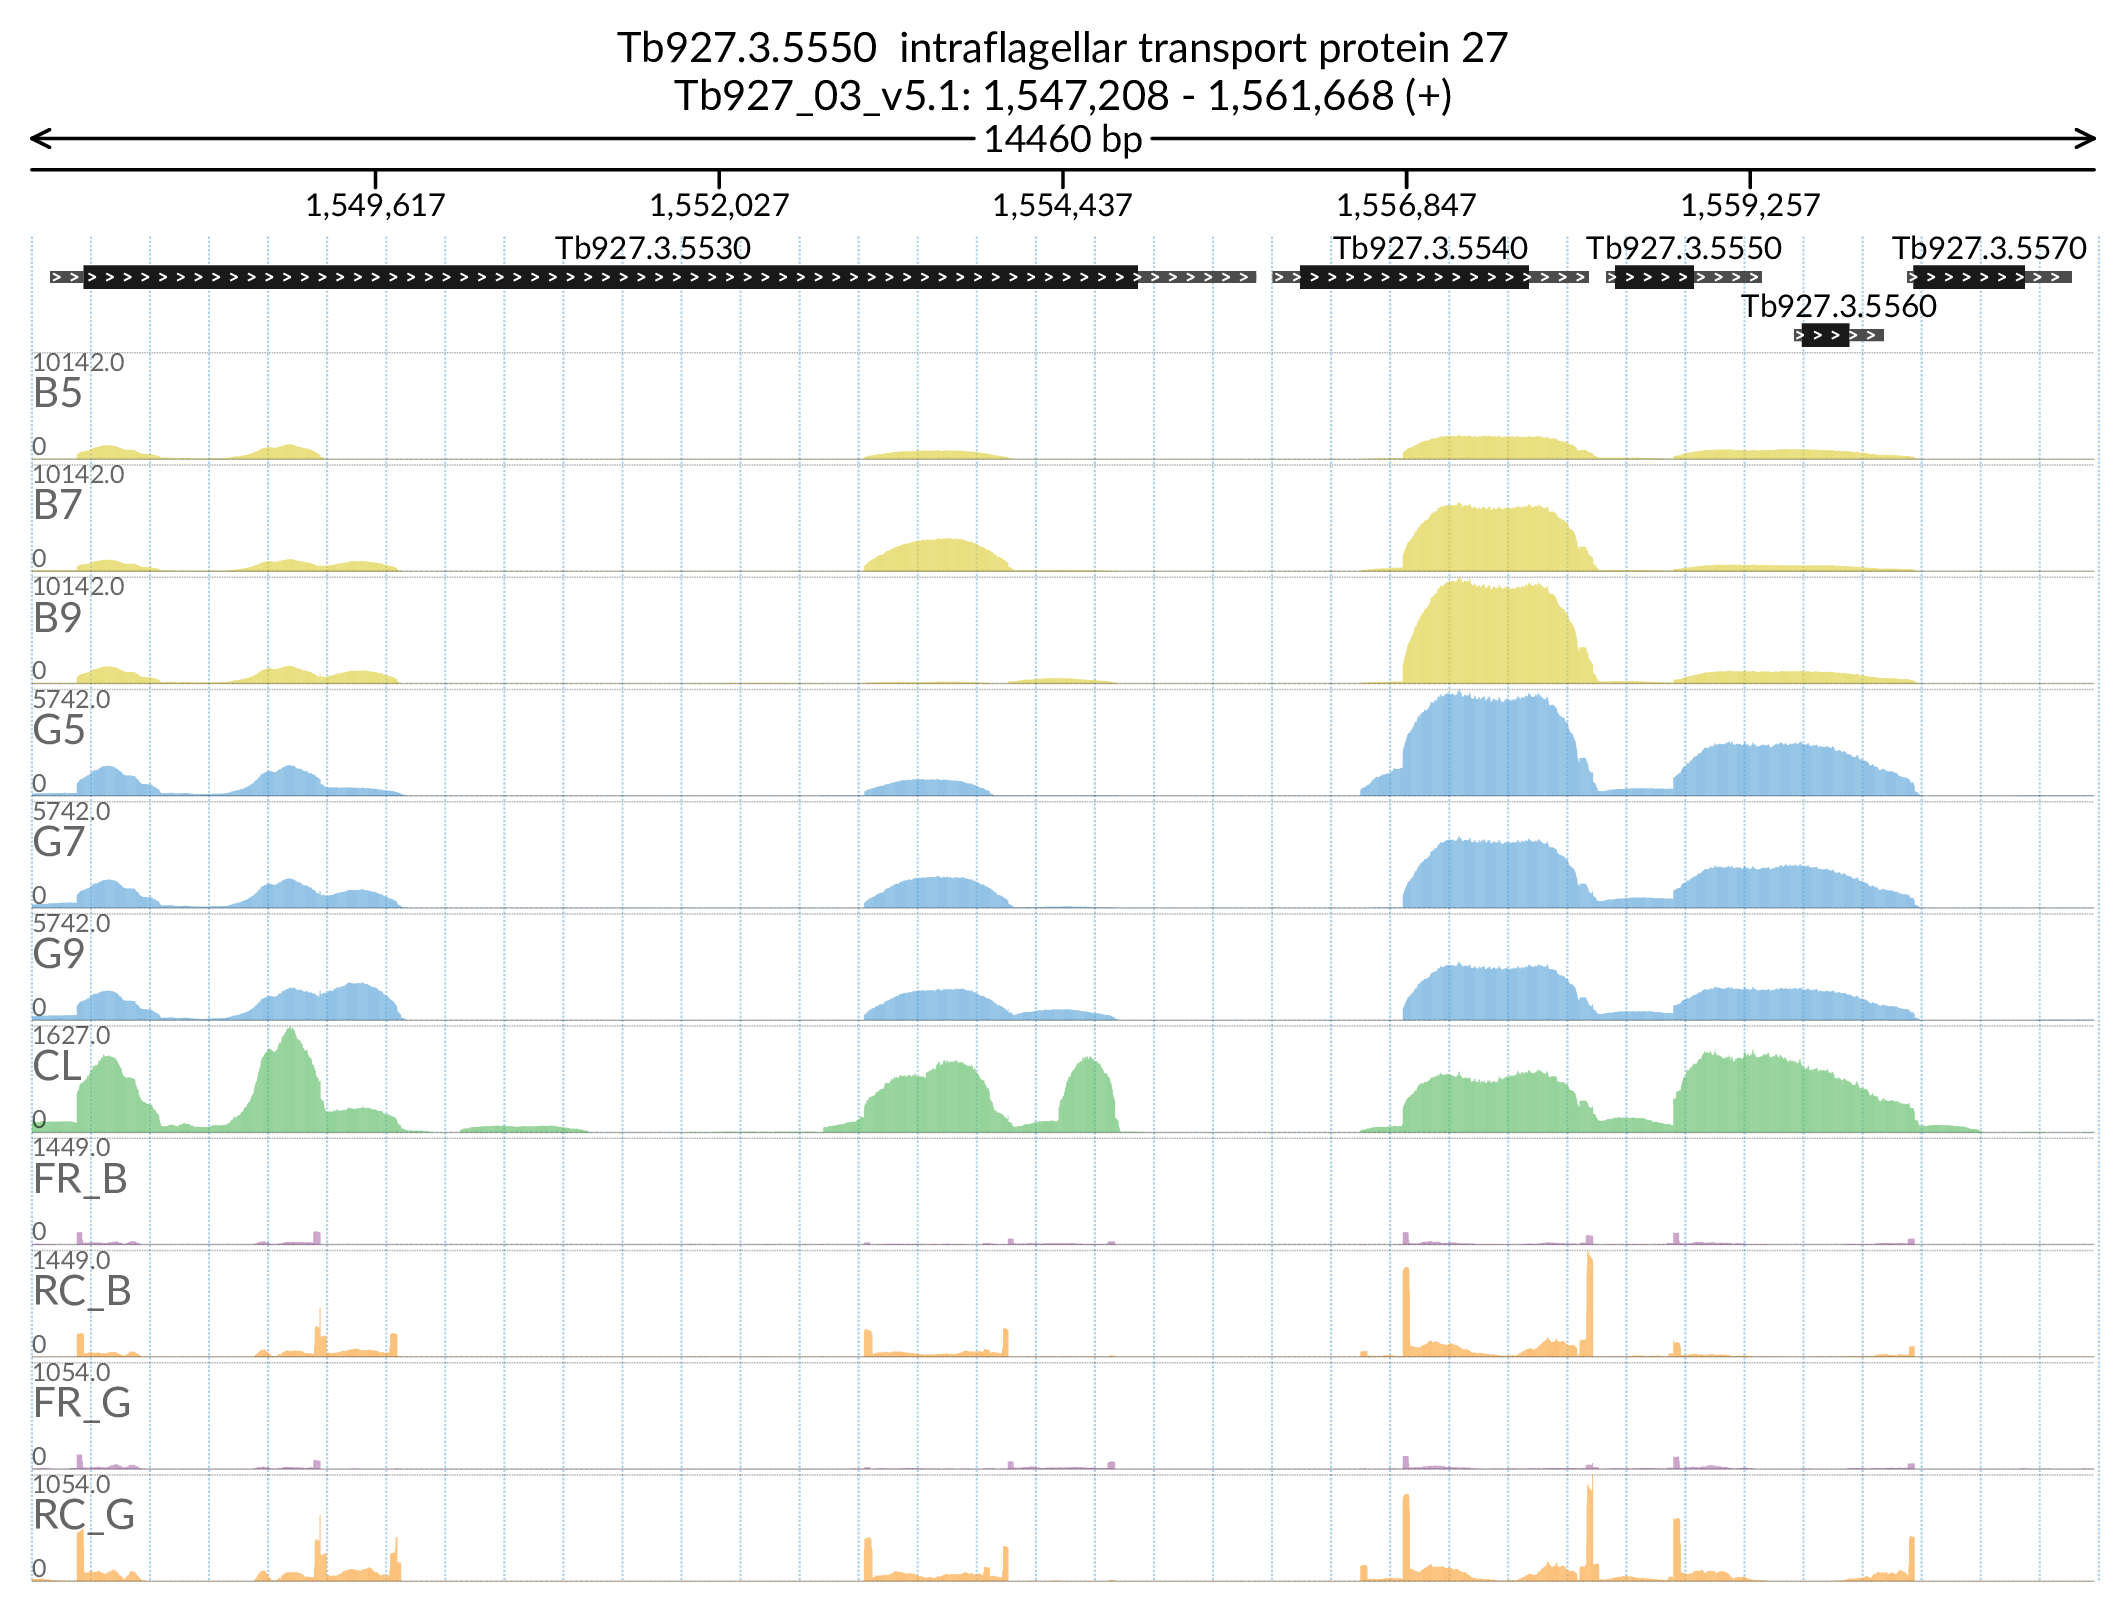 Tb927.3.5550 intraflagellar transport protein 27
Tb927_03_v5.1: 1,547,208 - 1,561,668 (+)
14460 bp
1,549,617 1,552,027 1,554,437 1,556,847 1,559,257
Tb927.3.5530 Tb927.3.5540 Tb927.3.5550 Tb927.3.5570
Tb927.3.5560
10142.0
B5
0
10142.0
B7
0
10142.0
B9
0
5742.0
G5
0
5742.0
G7
0
5742.0
G9
0
1627.0
CL
0
1449.0
FR_B
0
1449.0
RC_B
0
1054.0
FR_G
0
1054.0
RC_G
0